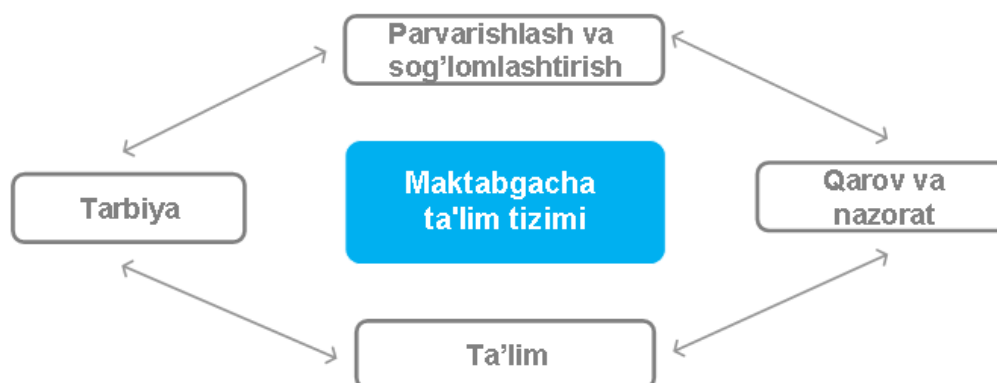 Parvarishlash va
sog’lomlashtirish
Tarbiya
Maktabgacha
ta'lim tizimi
Qarov va
nazorat
Ta’lim